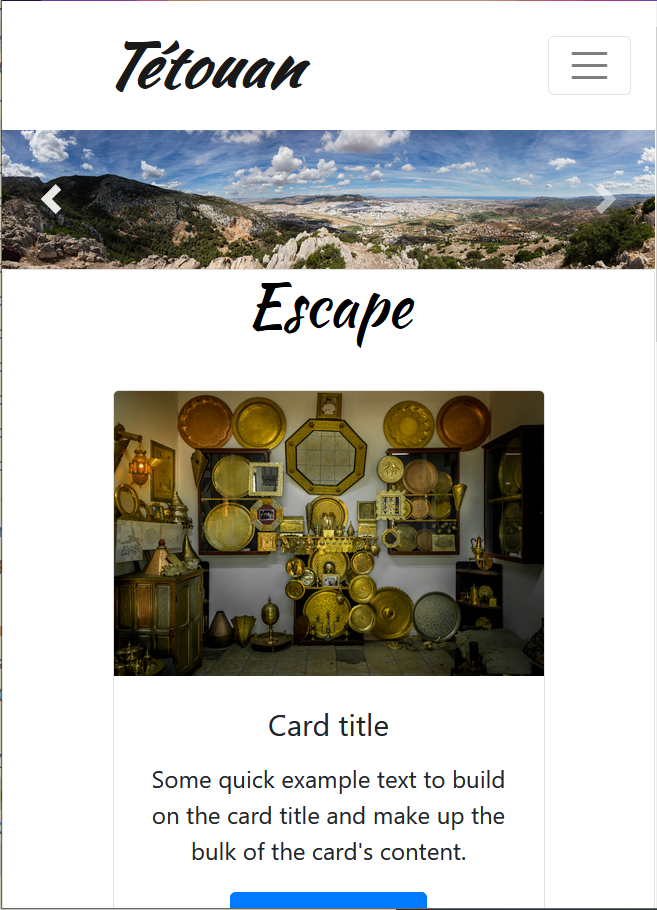 Tétouan
Escape
Card title
Some quick example text to build
on the card title and make up the
bulk of the card's content.